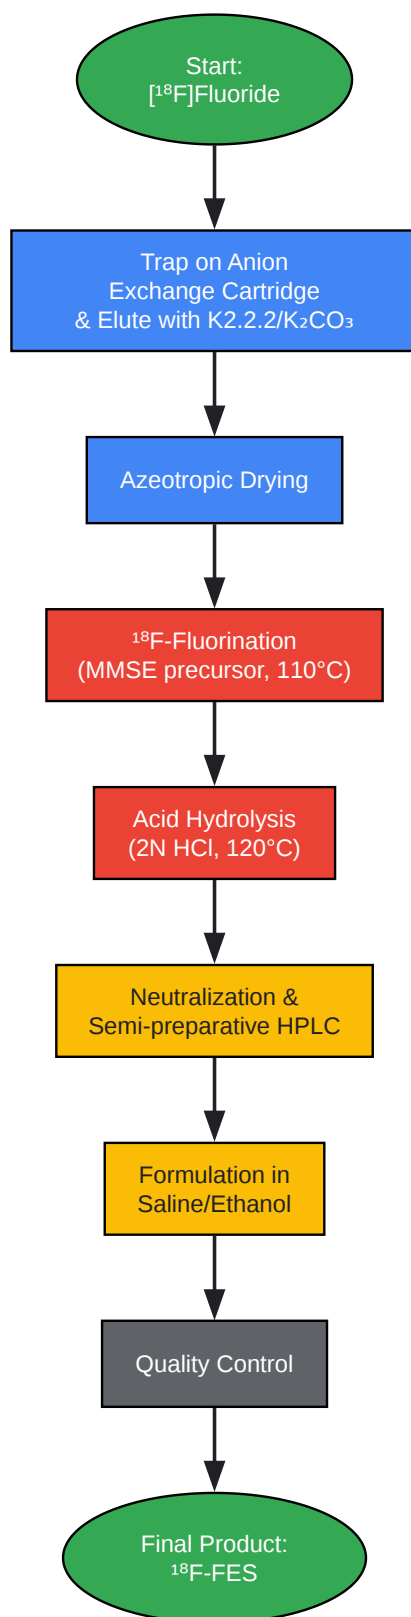 Start:
[¹⁸F]Fluoride
Trap on Anion
Exchange Cartridge
& Elute with K2.2.2/K₂CO₃
Azeotropic Drying
¹⁸F-Fluorination
(MMSE precursor, 110°C)
Acid Hydrolysis
(2N HCl, 120°C)
Neutralization &
Semi-preparative HPLC
Formulation in
Saline/Ethanol
Quality Control
Final Product:
¹⁸F-FES